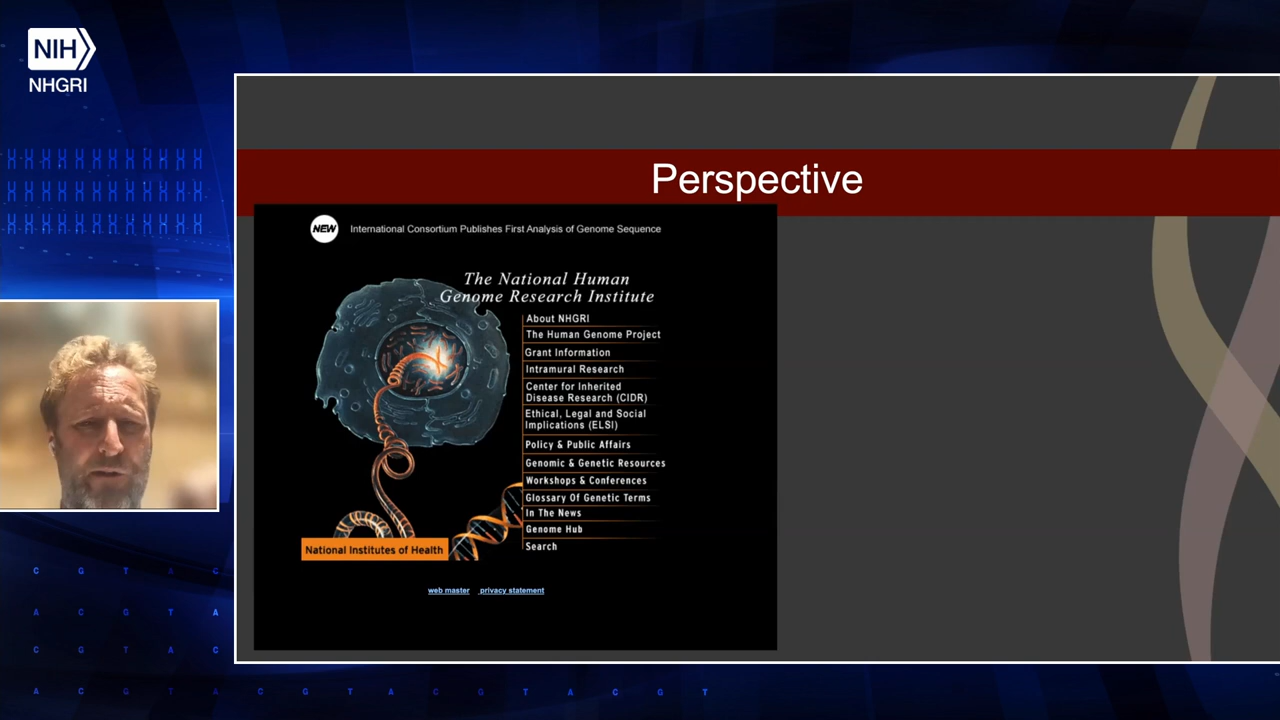 NIH
NHGRI
Perspective
NEW
International Consortium Publishes First Analysis of Genome Sequence
The National Human
Genome Research Institute
About NHGRI
The Human Genome Project
Grant Information
Intramural Research
Center for Inherited
Disease Research (CIDR)
Ethical, Legal and Social
Implications (ELSI)
Policy & Public Affairs
Genomic & Genetic Resources
Workshops & Conferences
Glossary Of Genetic Terms
In The News
Genome Hub
Search
National Institutes of Health
web master privacy statement
C G T A C
A C G T A
C G T A C
A C G T A C G T A C G T A C G T